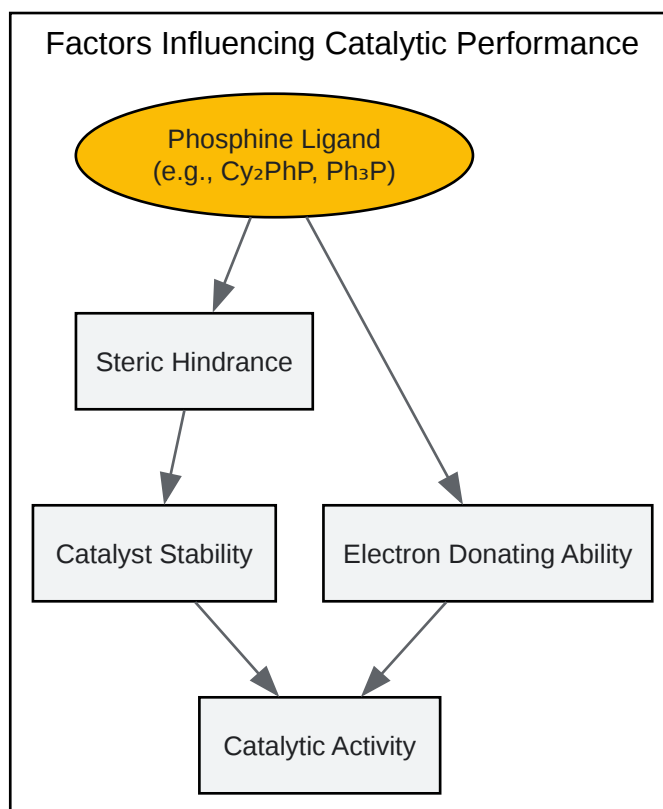 Factors Influencing Catalytic Performance
Phosphine Ligand
(e.g., Cy₂PhP, Ph₃P)
Steric Hindrance
Catalyst Stability
Electron Donating Ability
Catalytic Activity